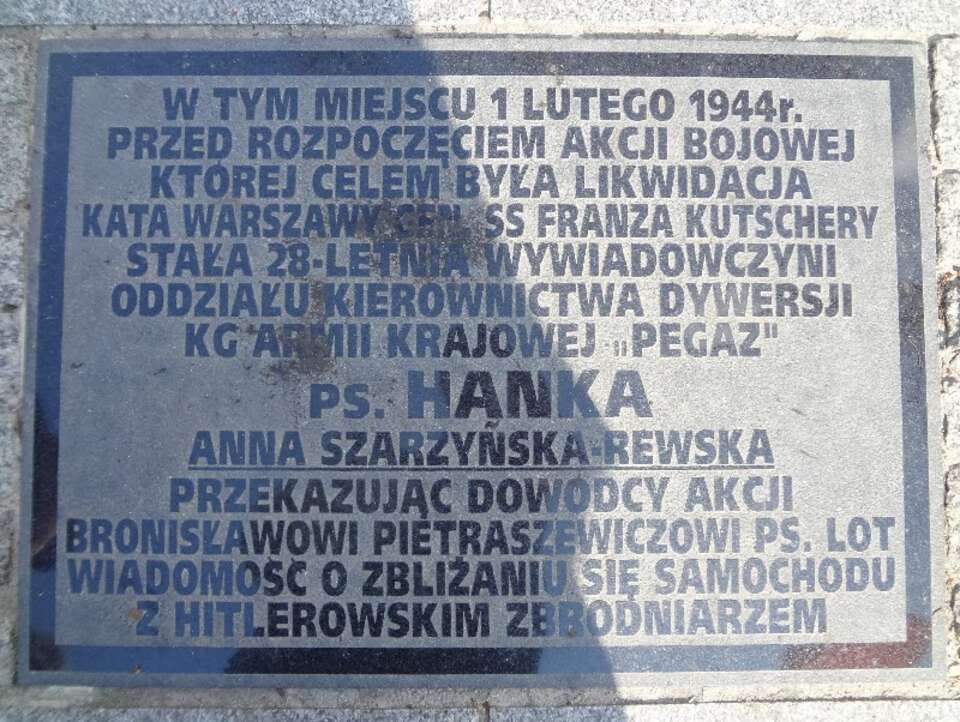 W TYM MIEJSCU 1 LUTEGO 1944r.
PRZED ROZPOCZĘCIEM AKCJI BOJOWEJ
KTÓREJ CELEM BYŁA LIKWIDACJA
KATA WARSZAWY GEN. SS FRANZA KUTSCHERY
STAŁA 28-LETNIA WYWIADOWCZYNI
ODDZIAŁU KIEROWNICTWA DYWERSJI
KG ARMII KRAJOWEJ - „PEGAZ"
PS. HANKA
ANNA SZARZYŃSKA-REWSKA
PRZEKAZUJĄC DOWÓDCY AKCJI
BRONISŁAWOWI PIETRASZEWICZOWI PS. LOT
WIADOMOŚĆ O ZBLIŻANIU SIĘ SAMOCHODU
Z HITLEROWSKIM ZBRODNIARZEM